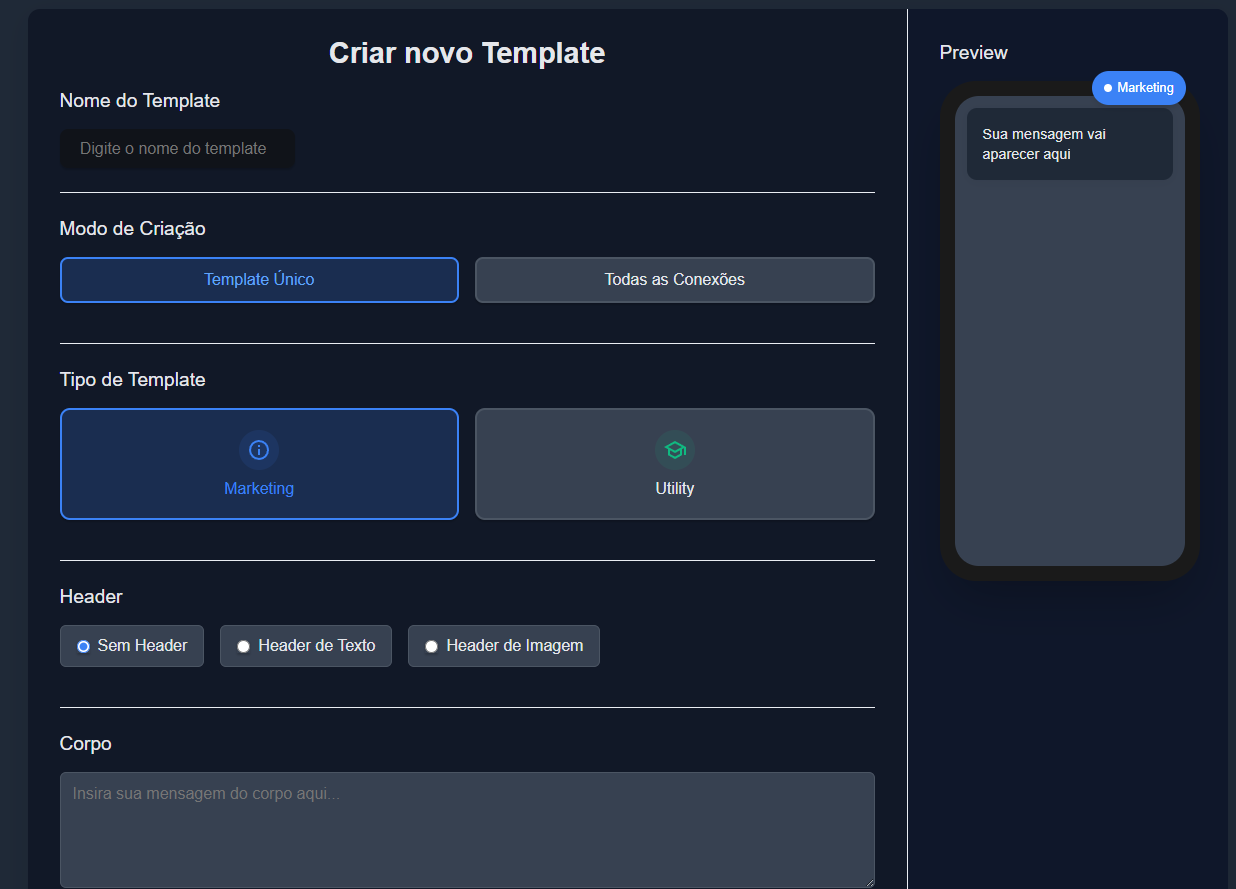 Criar novo Template
Nome do Template
Digite o nome do template
Modo de Criação
Template Único
Todas as Conexões
Tipo de Template
Marketing
Utility
Header
Sem Header
Header de Texto
Header de Imagem
Corpo
Insira sua mensagem do corpo aqui...
Preview
Marketing
Sua mensagem vai
aparecer aqui